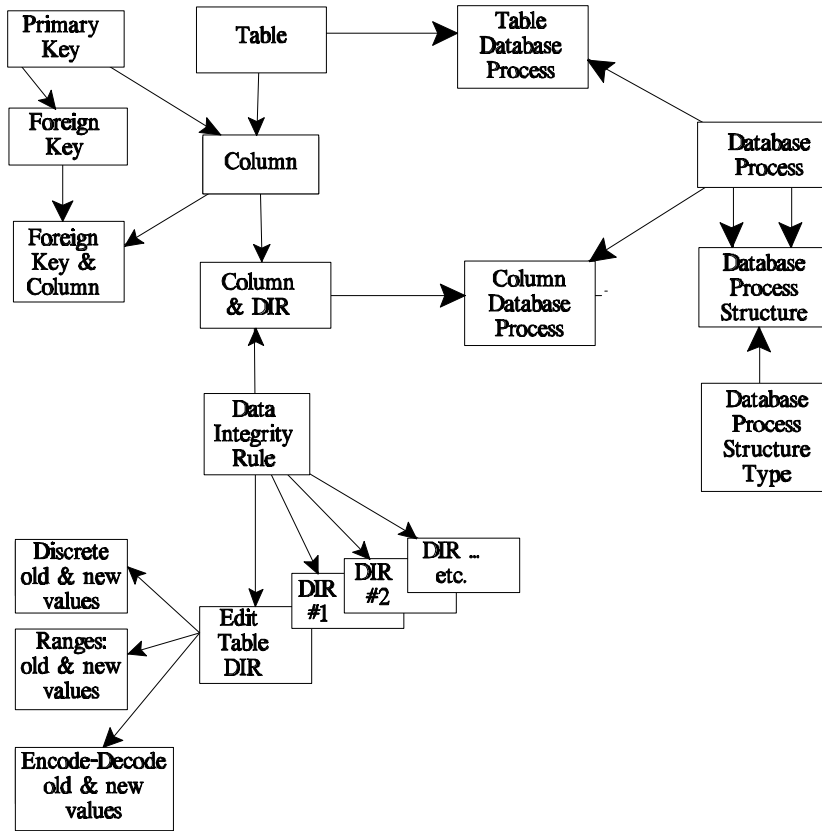 Primary
Key
Table
Table
Database
Process
Foreign
Key
Column
Database
Process
Foreign
Key &
Column
Column
& DIR
Column
Database
Process
Database
Process
Structure
Data
Integrity
Rule
Database
Process
Structure
Type
Discrete
old & new
values
DIR
#1
DIR
#2
DIR ...
etc.
Edit
Table
DIR
Ranges:
old & new
values
Encode-Decode
old & new
values